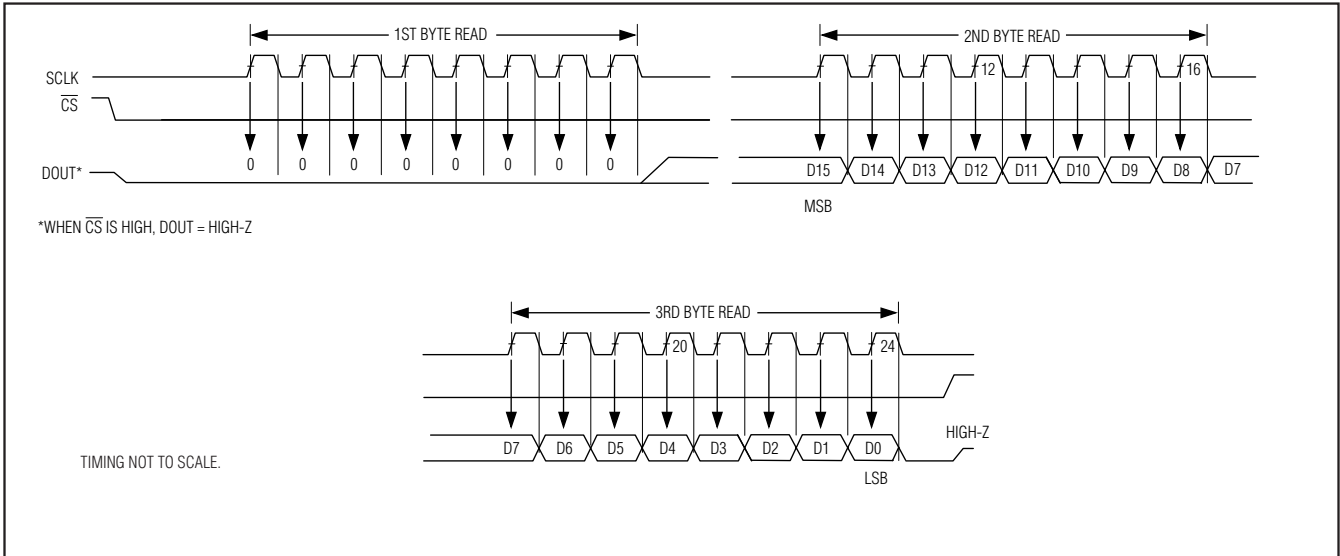 1ST BYTE READ
2ND BYTE READ
SCLK
12
16
C̅S̅
0 0 0 0 0 0 0 0
DOUT*
D15 D14 D13 D12 D11 D10 D9 D8 D7
MSB
*WHEN C̅S̅ IS HIGH, DOUT = HIGH-Z
3RD BYTE READ
20
24
HIGH-Z
D7 D6 D5 D4 D3 D2 D1 D0
TIMING NOT TO SCALE.
LSB